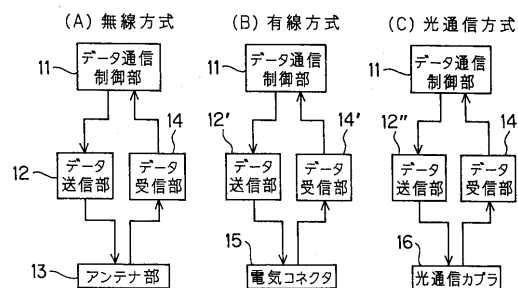 (A) 無線方式
11
データ通信
制御部
12
データ
送信部
14
データ
受信部
13
アンテナ部
(B) 有線方式
11
データ通信
制御部
12'
データ
送信部
14'
データ
受信部
15
電気コネクタ
(C) 光通信方式
11
データ通信
制御部
12"
データ
送信部
14
データ
受信部
16
光通信カプラ